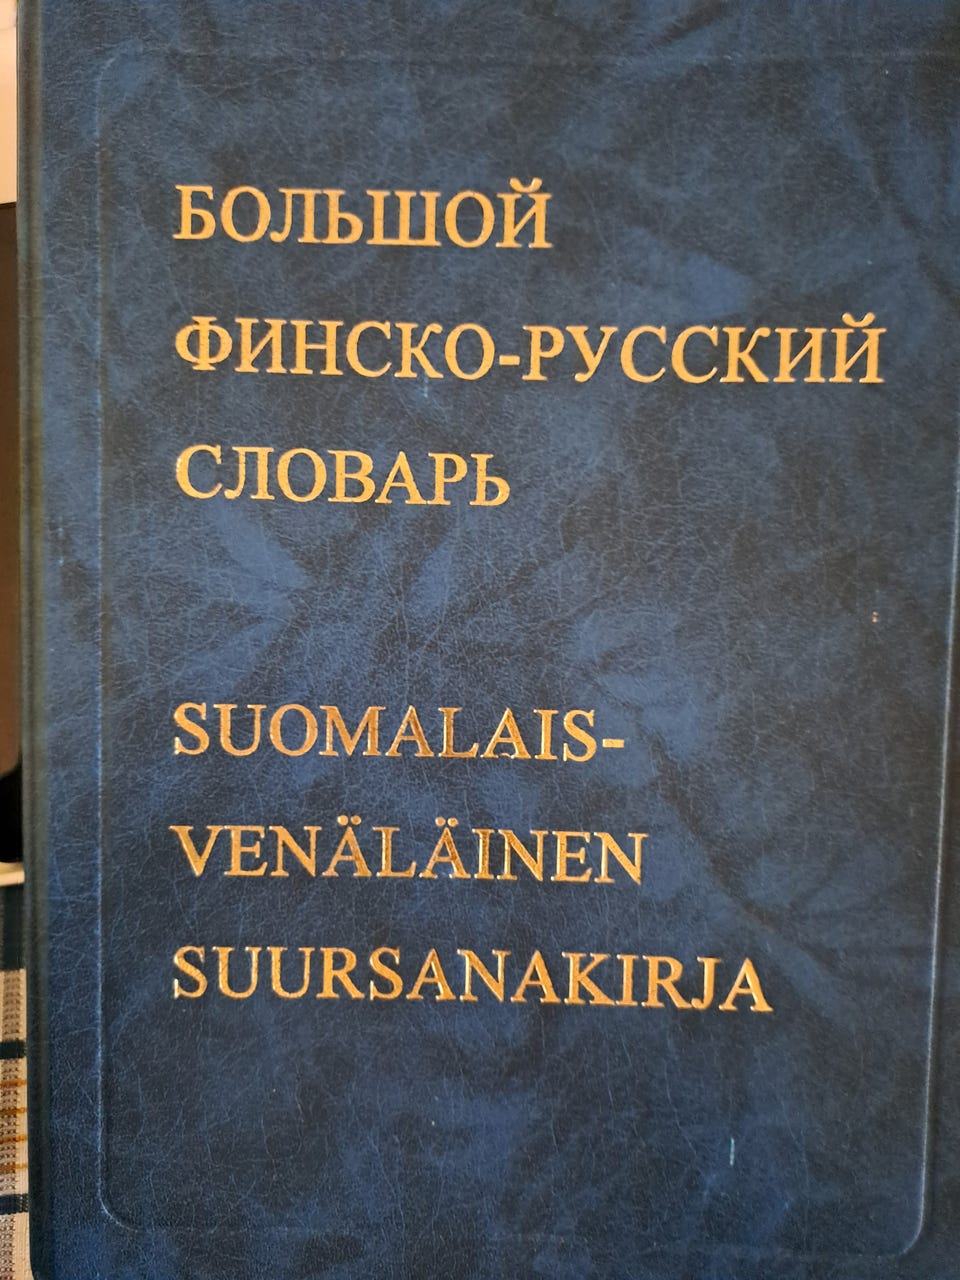 БОЛЬШОЙ
ФИНСКО-РУССКИЙ
СЛОВАРЬ
SUOMALAIS-
VENÄLÄINEN
SUURSANAKIRJA